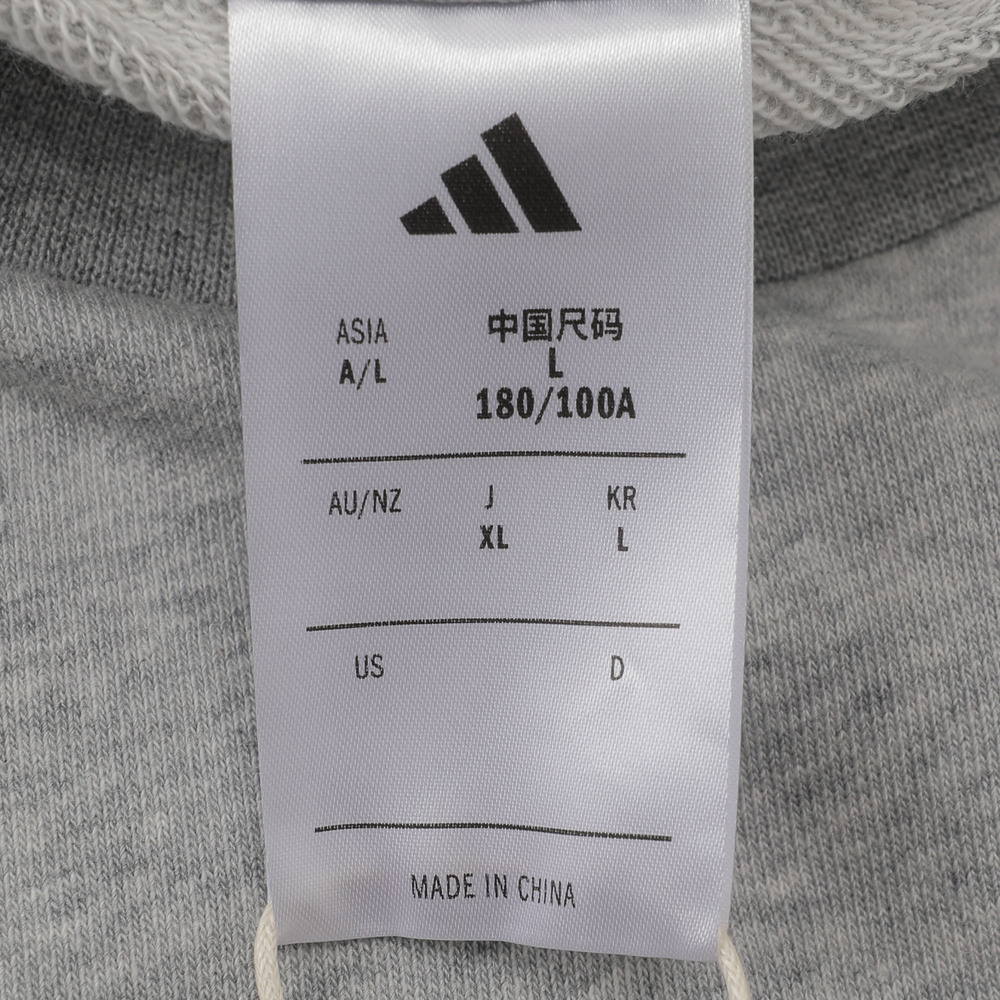 ASIA
A/L
中国尺码
L
180/100A
AU/NZ J KR
XL L
US D
MADE IN CHINA